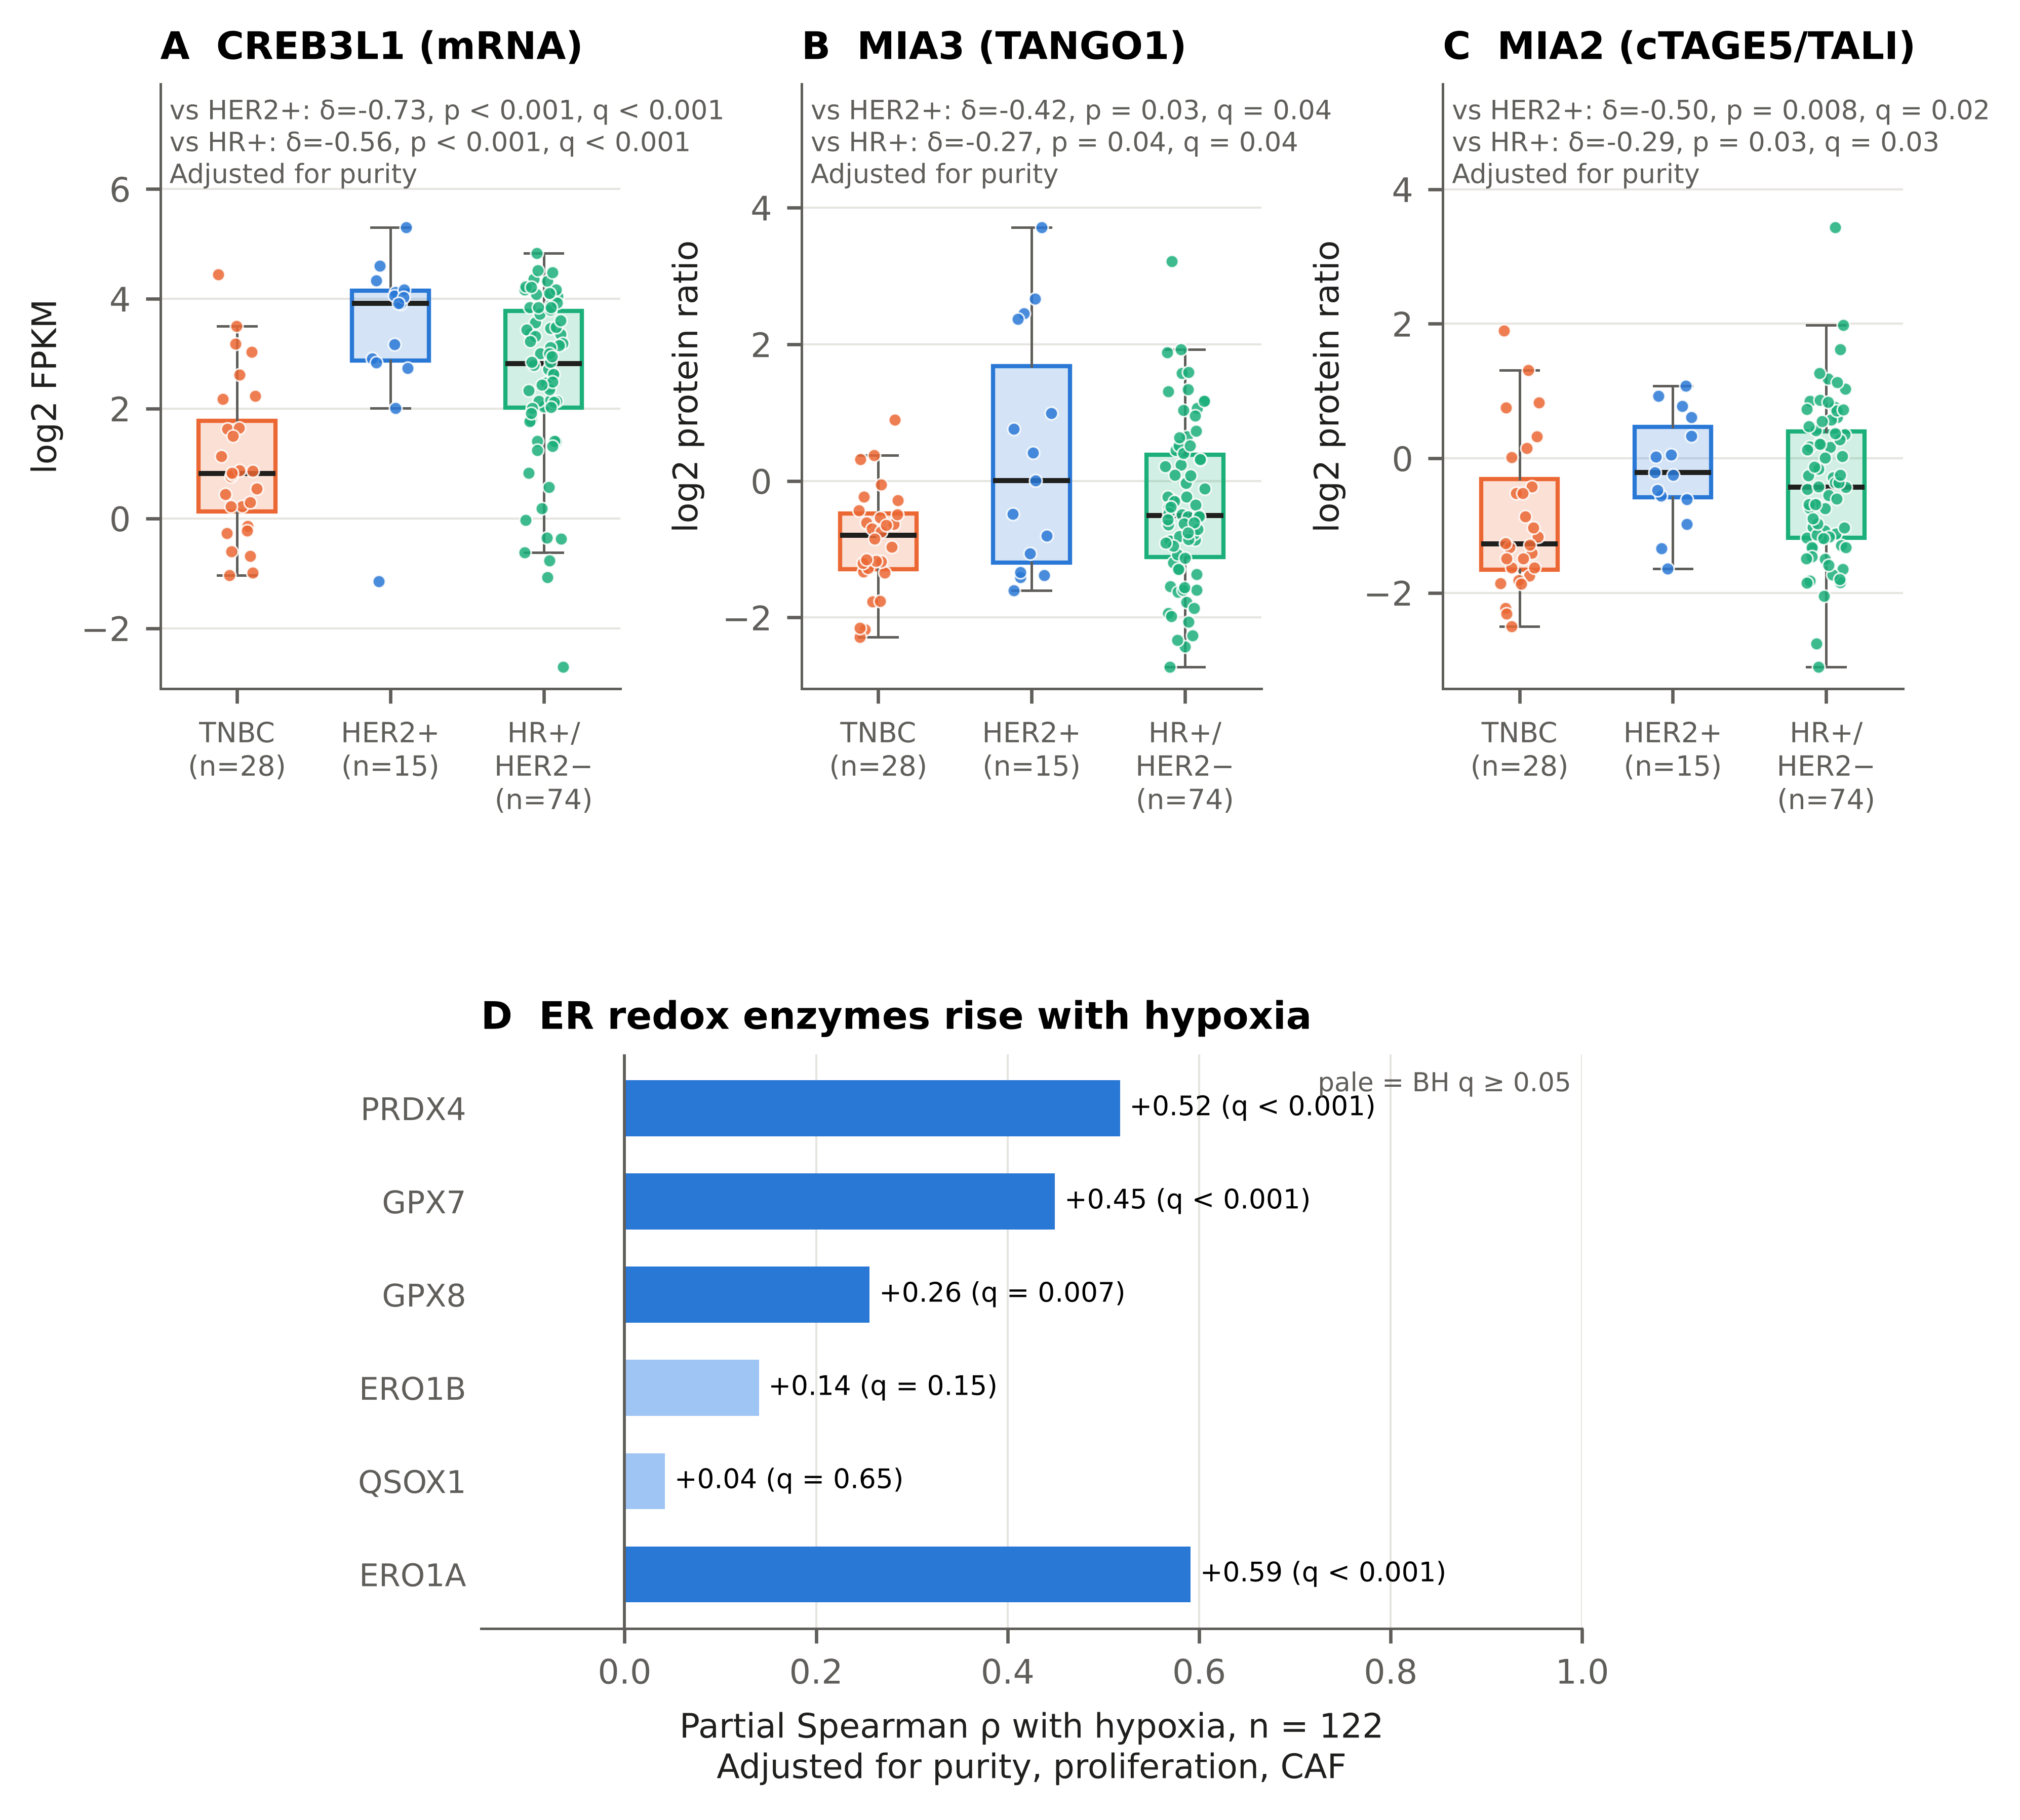 A CREB3L1 (mRNA)
vs HER2+: δ=-0.73, p < 0.001, q < 0.001
vs HR+: δ=-0.56, p < 0.001, q < 0.001
Adjusted for purity
log2 FPKM
6
4
2
0
−2
TNBC
(n=28)
HER2+
(n=15)
HR+/
HER2−
(n=74)
B MIA3 (TANGO1)
vs HER2+: δ=-0.42, p = 0.03, q = 0.04
vs HR+: δ=-0.27, p = 0.04, q = 0.04
Adjusted for purity
log2 protein ratio
4
2
0
−2
TNBC
(n=28)
HER2+
(n=15)
HR+/
HER2−
(n=74)
C MIA2 (cTAGE5/TALI)
vs HER2+: δ=-0.50, p = 0.008, q = 0.02
vs HR+: δ=-0.29, p = 0.03, q = 0.03
Adjusted for purity
log2 protein ratio
4
2
0
−2
TNBC
(n=28)
HER2+
(n=15)
HR+/
HER2−
(n=74)
D ER redox enzymes rise with hypoxia
pale = BH q ≥ 0.05
PRDX4 +0.52 (q < 0.001)
GPX7 +0.45 (q < 0.001)
GPX8 +0.26 (q = 0.007)
ERO1B +0.14 (q = 0.15)
QSOX1 +0.04 (q = 0.65)
ERO1A +0.59 (q < 0.001)
0.0 0.2 0.4 0.6 0.8 1.0
Partial Spearman ρ with hypoxia, n = 122
Adjusted for purity, proliferation, CAF